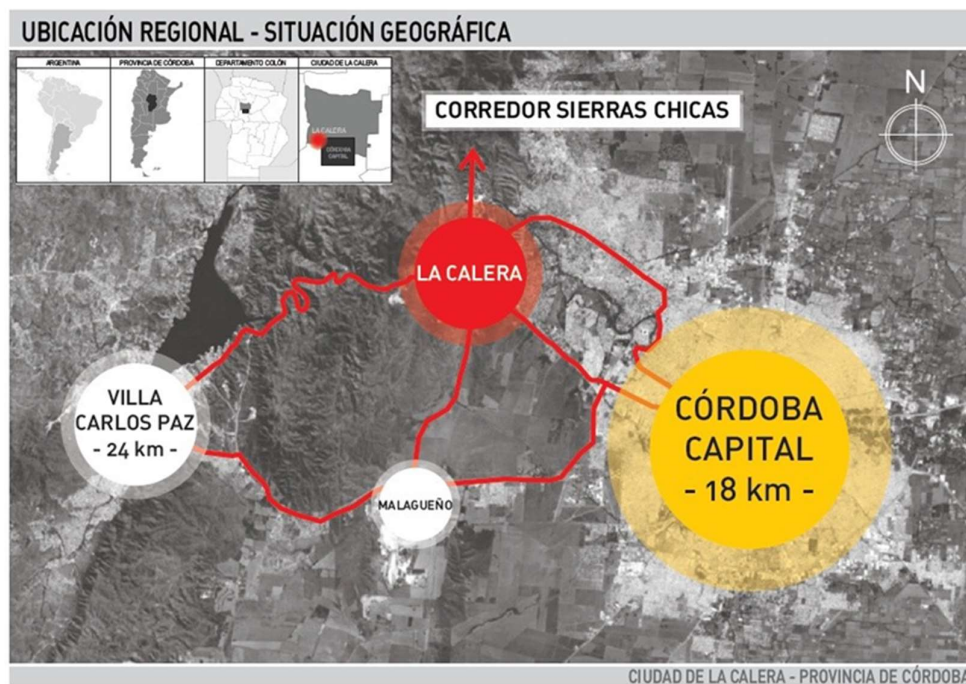 UBICACIÓN REGIONAL - SITUACIÓN GEOGRÁFICA
ARGENTINA
PROVINCIA DE CÓRDOBA
DEPARTAMENTO COLÓN
CIUDAD DE LA CALERA
LA CALERA
CÓRDOBA
CAPITAL
CORREDOR SIERRAS CHICAS
N
LA CALERA
VILLA
CARLOS PAZ
- 24 km -
MALAGUEÑO
CÓRDOBA
CAPITAL
- 18 km -
CIUDAD DE LA CALERA - PROVINCIA DE CÓRDOBA